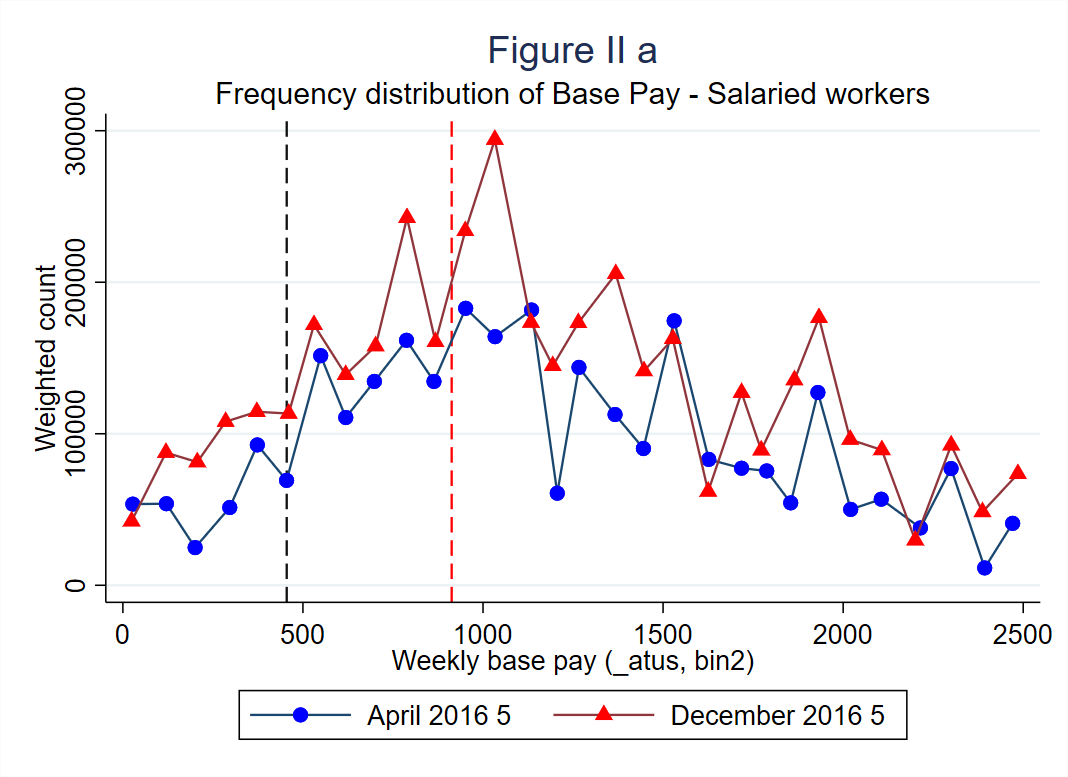 Figure II a
Frequency distribution of Base Pay - Salaried workers
Weighted count
300000
200000
100000
0
0 500 1000 1500 2000 2500
Weekly base pay (_atus, bin2)
April 2016 5 December 2016 5